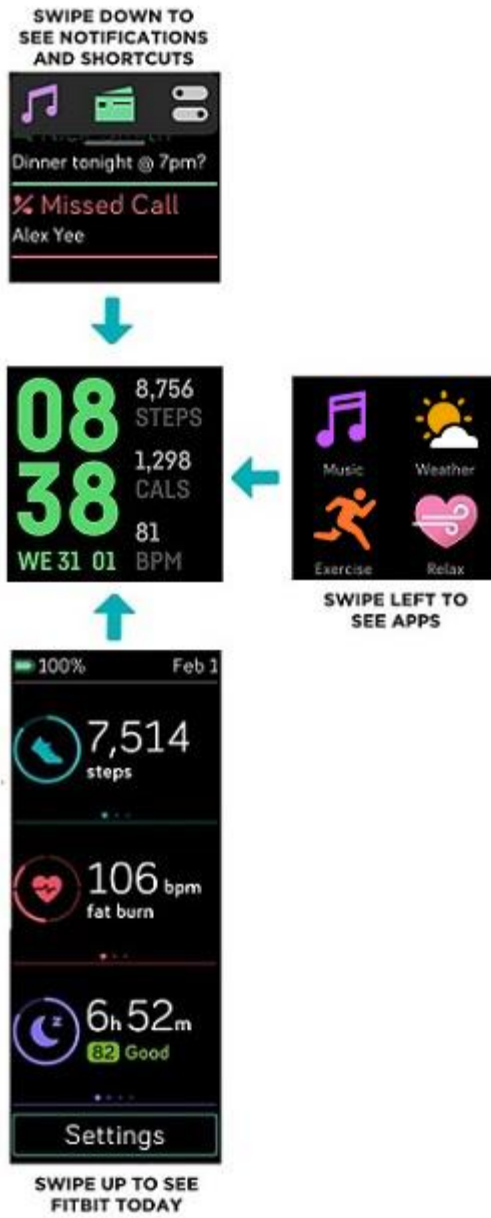 SWIPE DOWN TO
SEE NOTIFICATIONS
AND SHORTCUTS
Dinner tonight @ 7pm?
Missed Call
Alex Yee
08
38
WE 31 01
8,756
STEPS
1,298
CALS
81
BPM
Music
Weather
Exercise
Relax
SWIPE LEFT TO
SEE APPS
100%
Feb 1
7,514
steps
106 bpm
fat burn
6h 52m
82 Good
Settings
SWIPE UP TO SEE
FITBIT TODAY